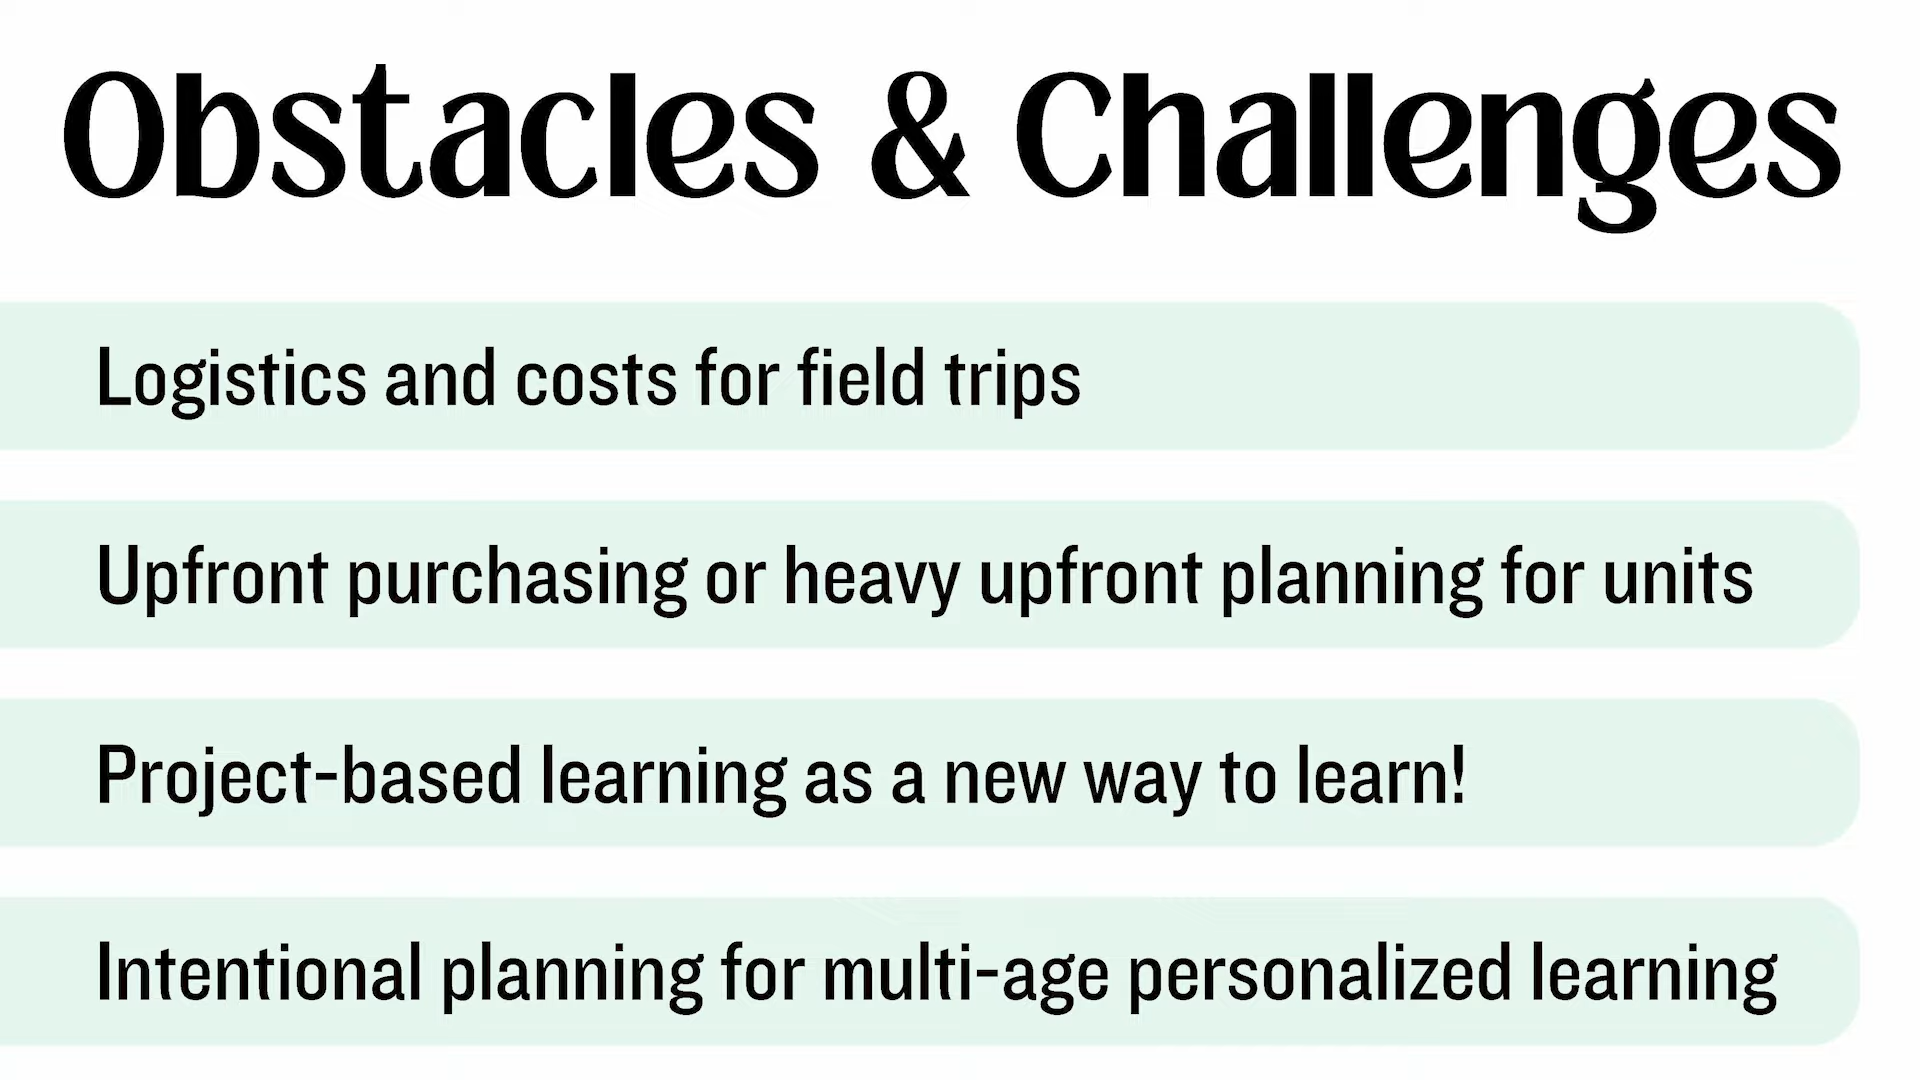 Obstacles & Challenges
Logistics and costs for field trips
Upfront purchasing or heavy upfront planning for units
Project-based learning as a new way to learn!
Intentional planning for multi-age personalized learning